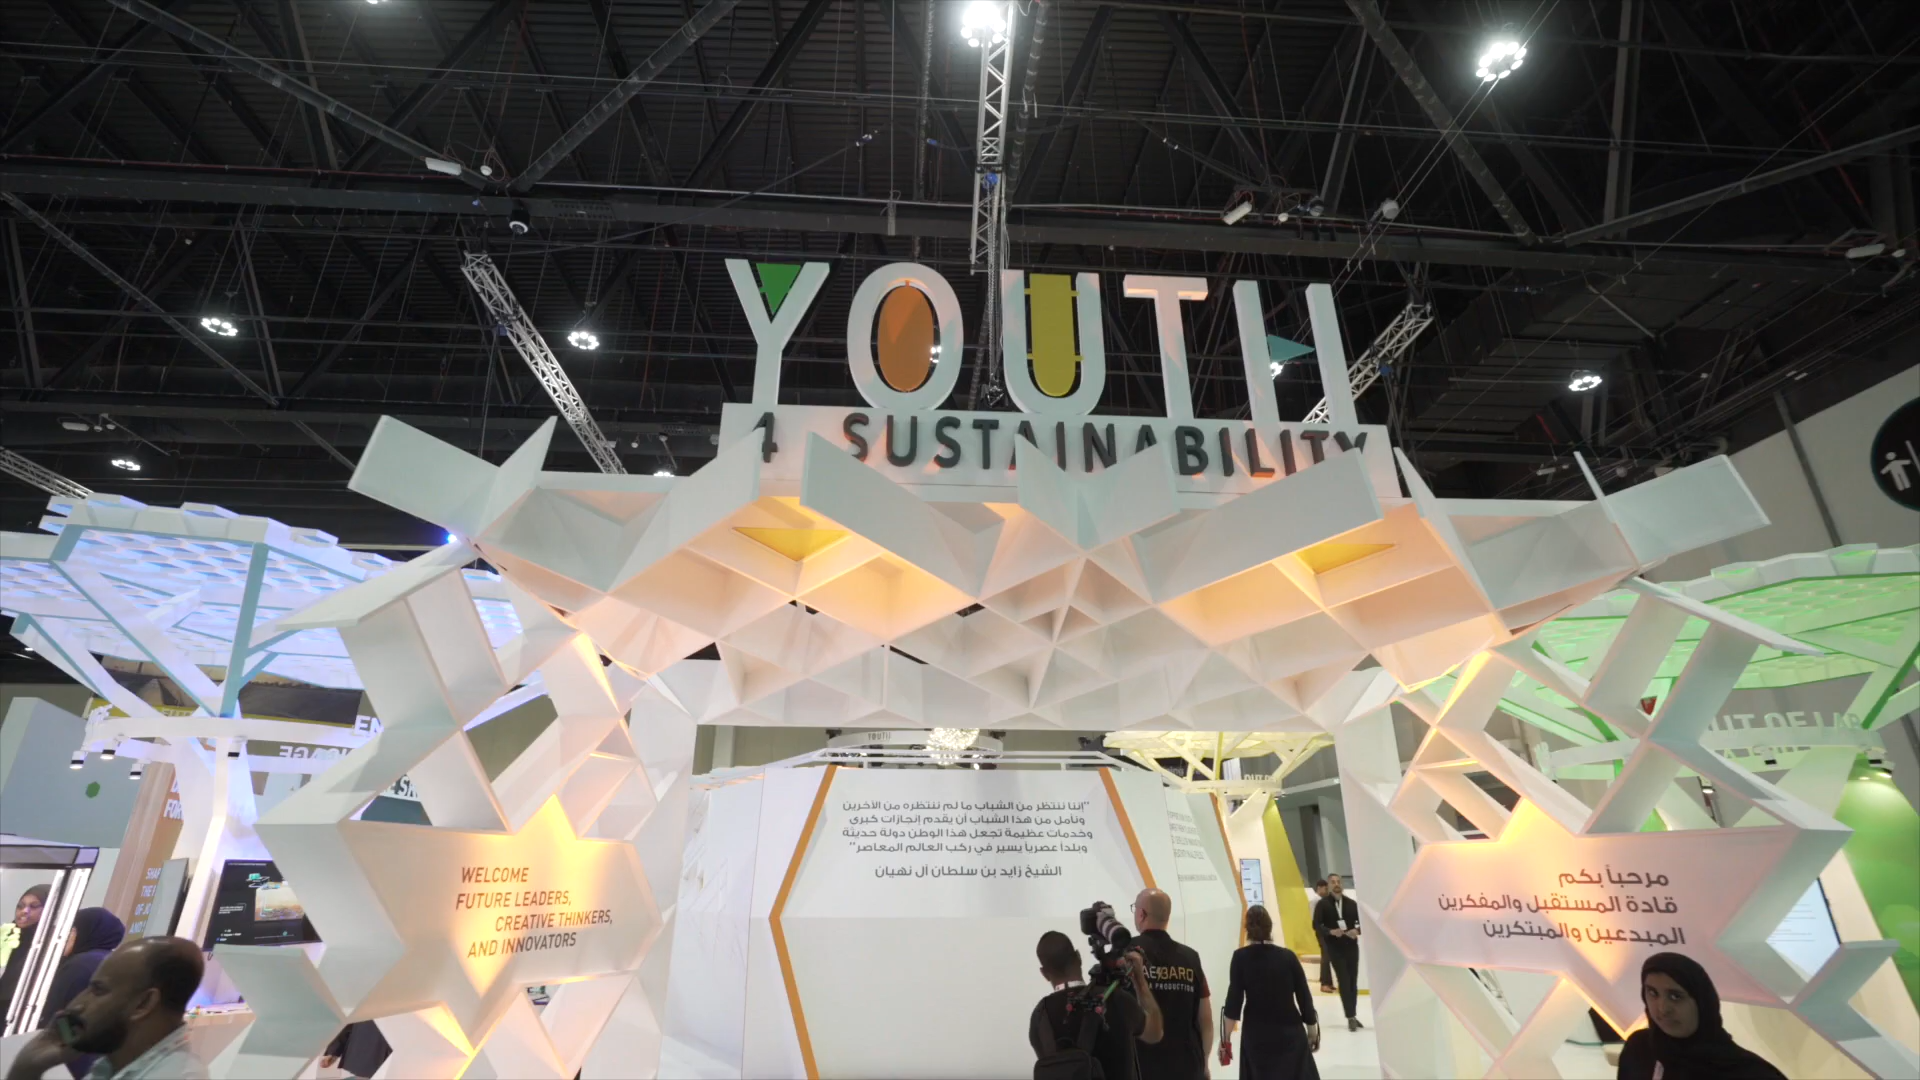 YOUTH
4 SUSTAINABILITY
WELCOME
FUTURE LEADERS,
CREATIVE THINKERS,
AND INNOVATORS
"إننا ننتظر من الشباب ما لم ننتظره من الآخرين
ونأمل من هذا الشباب أن يقدم إنجازات كبرى
وخدمات عظيمة تجعل هذا الوطن دولة حديثة
وبلداً عصرياً يسير في ركب العالم المعاصر"
الشيخ زايد بن سلطان آل نهيان
مرحباً بكم
قادة المستقبل والمفكرين
المبدعين والمبتكرين
YOUTH
PRODUCTION